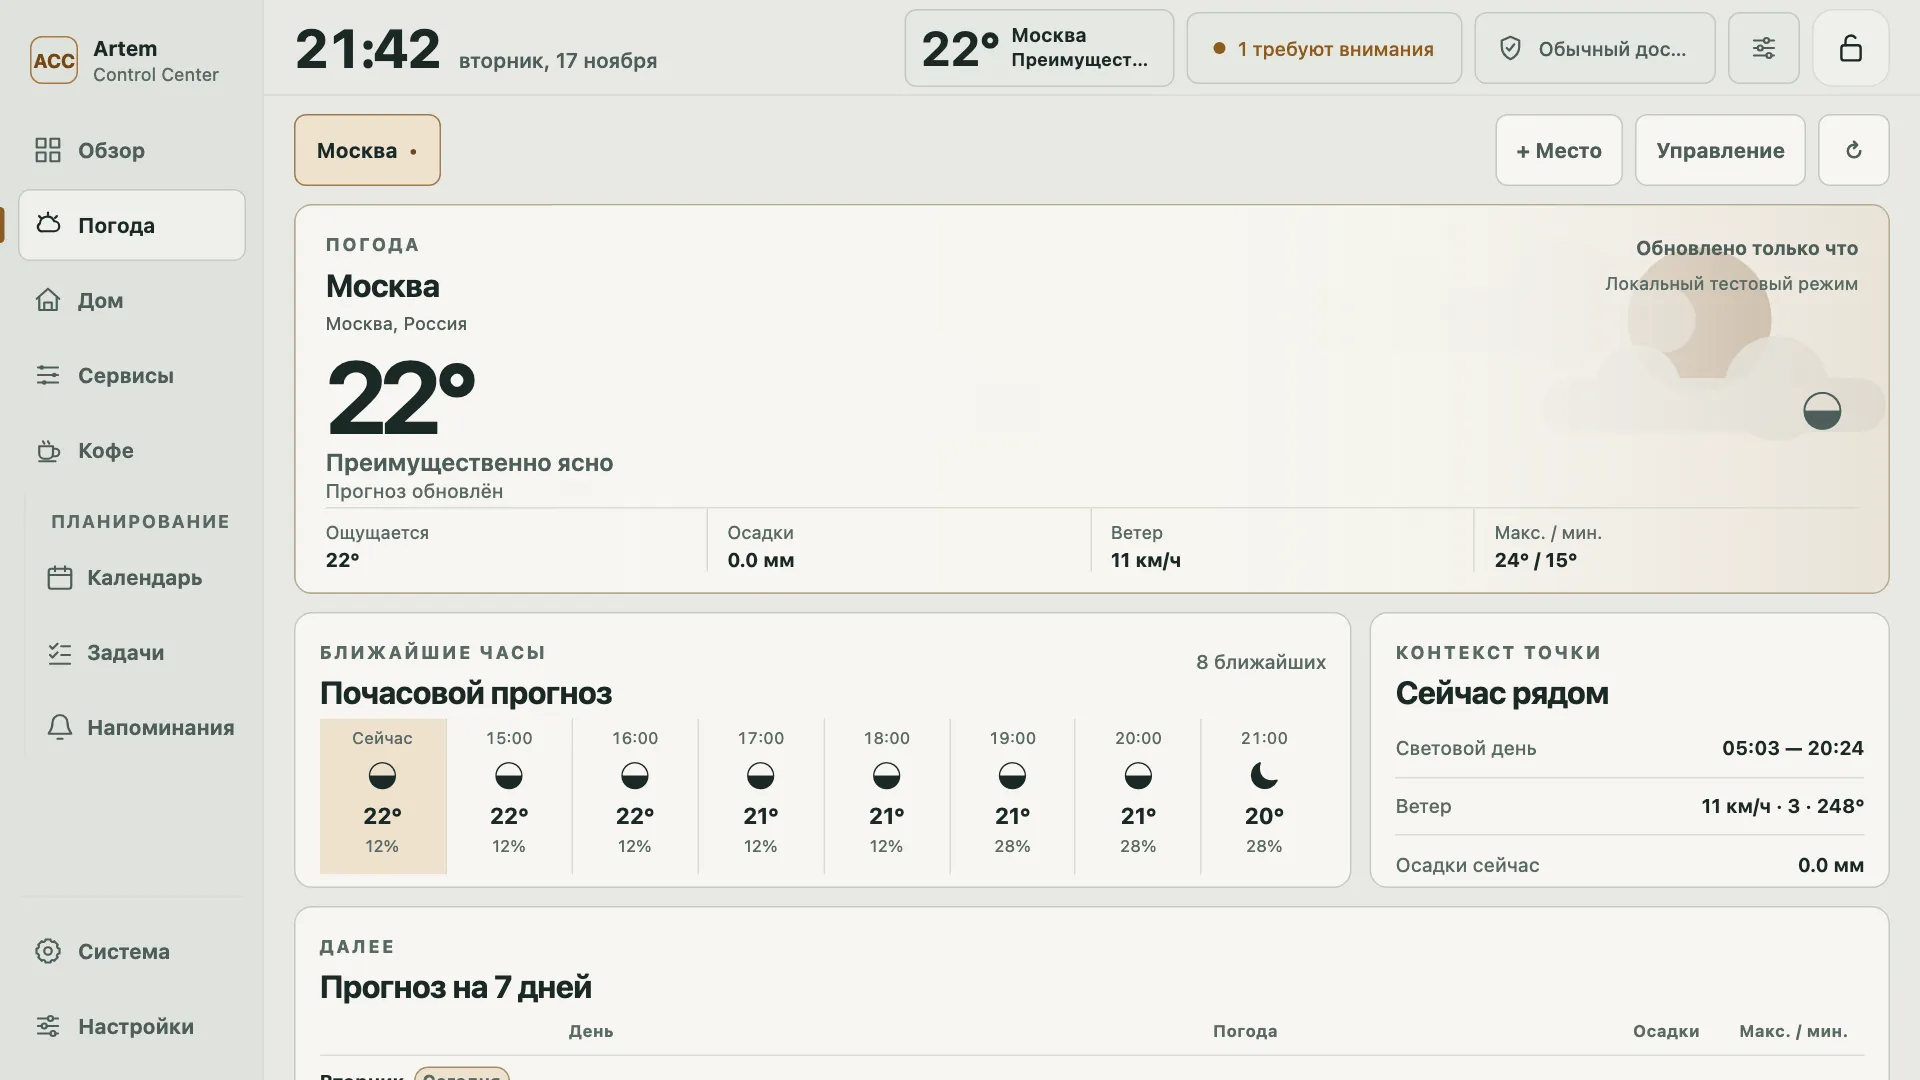 ACC
Artem
Control Center
Обзор
Погода
Дом
Сервисы
Кофе
ПЛАНИРОВАНИЕ
Календарь
Задачи
Напоминания
Система
Настройки
21:42 вторник, 17 ноября
22° Москва
Преимущест...
1 требуют внимания
Обычный дос...
Москва •
+ Место
Управление
ПОГОДА
Москва
Москва, Россия
22°
Преимущественно ясно
Прогноз обновлён
Обновлено только что
Локальный тестовый режим
Ощущается
22°
Осадки
0.0 мм
Ветер
11 км/ч
Макс. / мин.
24° / 15°
БЛИЖАЙШИЕ ЧАСЫ
Почасовой прогноз
8 ближайших
Сейчас 15:00 16:00 17:00 18:00 19:00 20:00 21:00
22° 22° 22° 21° 21° 21° 21° 20°
12% 12% 12% 12% 12% 28% 28% 28%
КОНТЕКСТ ТОЧКИ
Сейчас рядом
Световой день 05:03 — 20:24
Ветер 11 км/ч · 3 · 248°
Осадки сейчас 0.0 мм
ДАЛЕЕ
Прогноз на 7 дней
День Погода Осадки Макс. / мин.
Вторник Сегодня